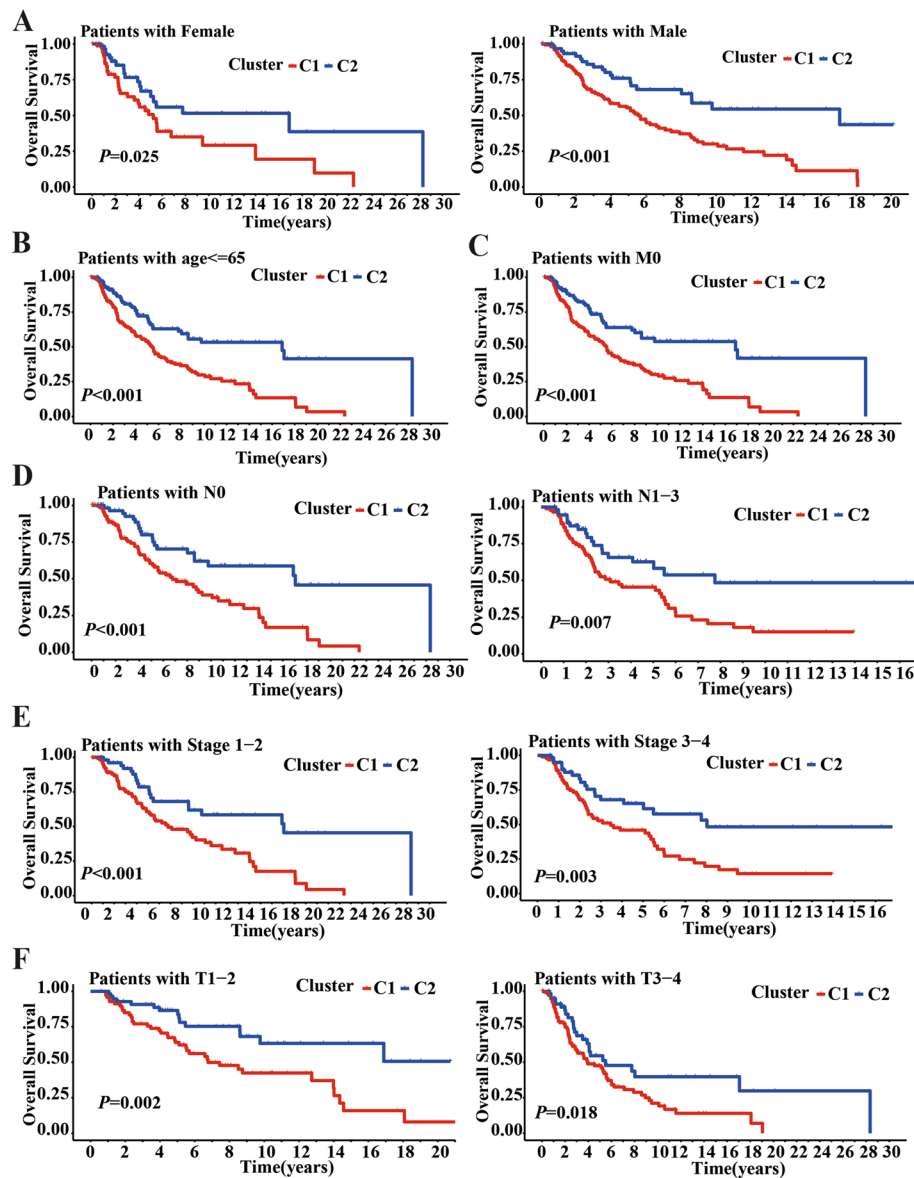 A
Patients with Female
Cluster C1 C2
Overall Survival
1.00
0.75
0.50
0.25
0.00
P=0.025
0 2 4 6 8 10 11 12 14 16 18 20 22 28 30
Time(years)
Patients with Male
Cluster C1 C2
Overall Survival
1.00
0.75
0.50
0.25
0.00
P<0.001
0 2 4 6 8 10 12 14 16 18 20
Time(years)
B
Patients with age<=65
Cluster C1 C2
Overall Survival
1.00
0.75
0.50
0.25
0.00
P<0.001
0 2 4 6 8 10 12 14 16 18 20 22 28 30
Time(years)
C
Patients with M0
Cluster C1 C2
Overall Survival
1.00
0.75
0.50
0.25
0.00
P<0.001
0 2 4 6 8 10 12 14 16 18 20 22 28 30
Time(years)
D
Patients with N0
Cluster C1 C2
Overall Survival
1.00
0.75
0.50
0.25
0.00
P<0.001
0 2 4 6 8 10 12 14 16 18 20 22 28 30
Time(years)
Patients with N1−3
Cluster C1 C2
Overall Survival
1.00
0.75
0.50
0.25
0.00
P=0.007
0 1 2 3 4 5 6 7 8 9 10 11 12 13 14 15 16
Time(years)
E
Patients with Stage 1−2
Cluster C1 C2
Overall Survival
1.00
0.75
0.50
0.25
0.00
P<0.001
0 2 4 6 8 10 12 14 16 18 20 22 28 30
Time(years)
Patients with Stage 3−4
Cluster C1 C2
Overall Survival
1.00
0.75
0.50
0.25
0.00
P=0.003
0 1 2 3 4 5 6 7 8 9 10 11 12 13 14 15 16
Time(years)
F
Patients with T1−2
Cluster C1 C2
Overall Survival
1.00
0.75
0.50
0.25
0.00
P=0.002
0 2 4 6 8 10 12 14 16 20
Time(years)
Patients with T3−4
Cluster C1 C2
Overall Survival
1.00
0.75
0.50
0.25
0.00
P=0.018
0 2 4 6 8 10 12 14 16 18 20 22 28 30
Time(years)